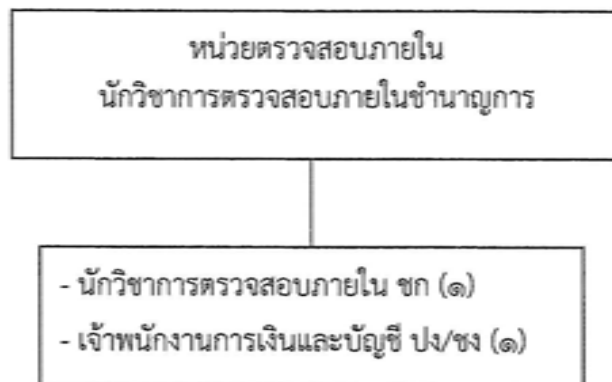 หน่วยตรวจสอบภายใน
นักวิชาการตรวจสอบภายในชำนาญการ
- นักวิชาการตรวจสอบภายใน ชก (๑)
- เจ้าพนักงานการเงินและบัญชี ปง/ชง (๑)